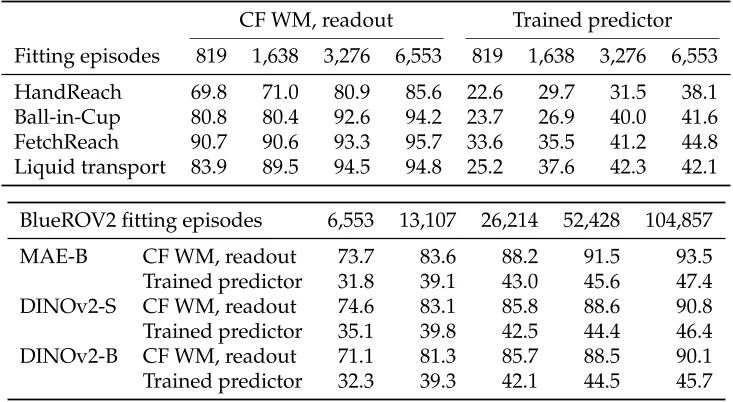 CF WM, readout Trained predictor
Fitting episodes 819 1,638 3,276 6,553 819 1,638 3,276 6,553
HandReach 69.8 71.0 80.9 85.6 22.6 29.7 31.5 38.1
Ball-in-Cup 80.8 80.4 92.6 94.2 23.7 26.9 40.0 41.6
FetchReach 90.7 90.6 93.3 95.7 33.6 35.5 41.2 44.8
Liquid transport 83.9 89.5 94.5 94.8 25.2 37.6 42.3 42.1
BlueROV2 fitting episodes 6,553 13,107 26,214 52,428 104,857
MAE-B CF WM, readout 73.7 83.6 88.2 91.5 93.5
Trained predictor 31.8 39.1 43.0 45.6 47.4
DINOv2-S CF WM, readout 74.6 83.1 85.8 88.6 90.8
Trained predictor 35.1 39.8 42.5 44.4 46.4
DINOv2-B CF WM, readout 71.1 81.3 85.7 88.5 90.1
Trained predictor 32.3 39.3 42.1 44.5 45.7